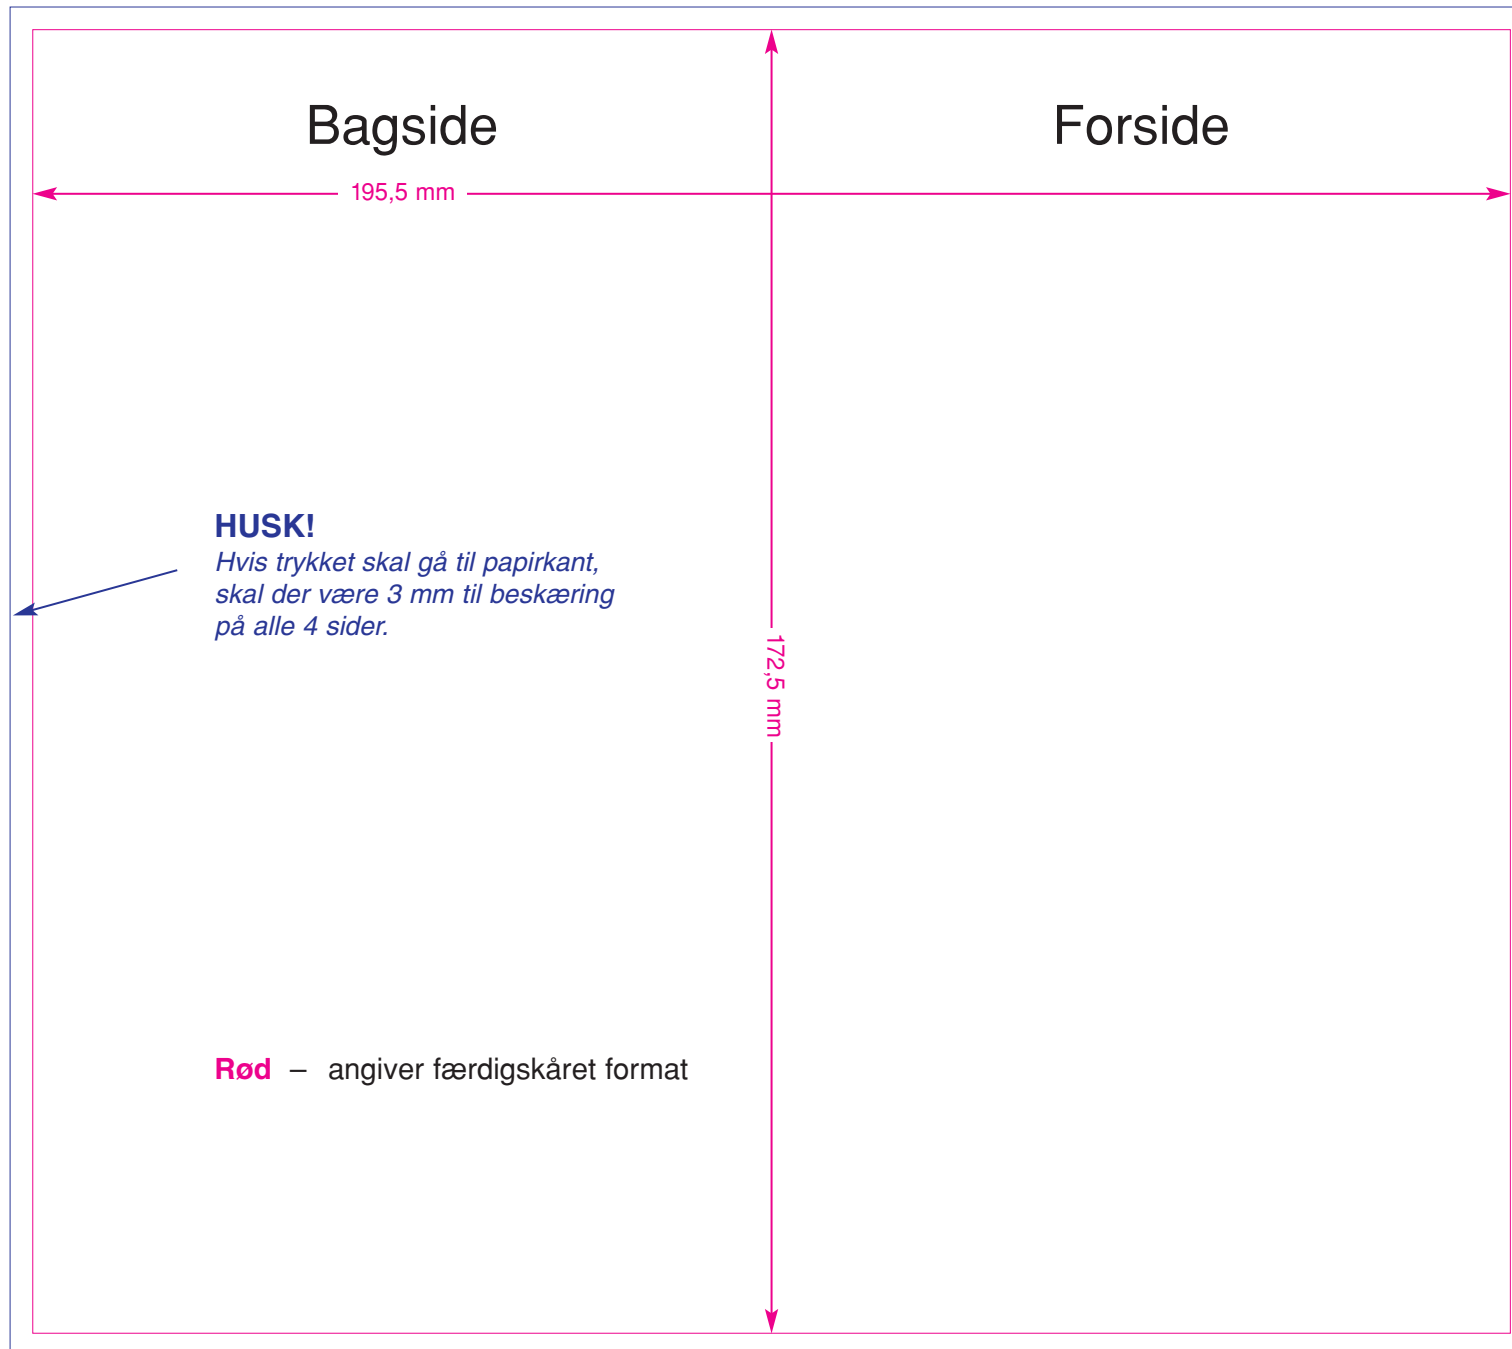 Bagside
Forside
195,5 mm
HUSK!
Hvis trykket skal gå til papirkant,
skal der være 3 mm til beskæring
på alle 4 sider.
172,5 mm
Rød – angiver færdigskåret format